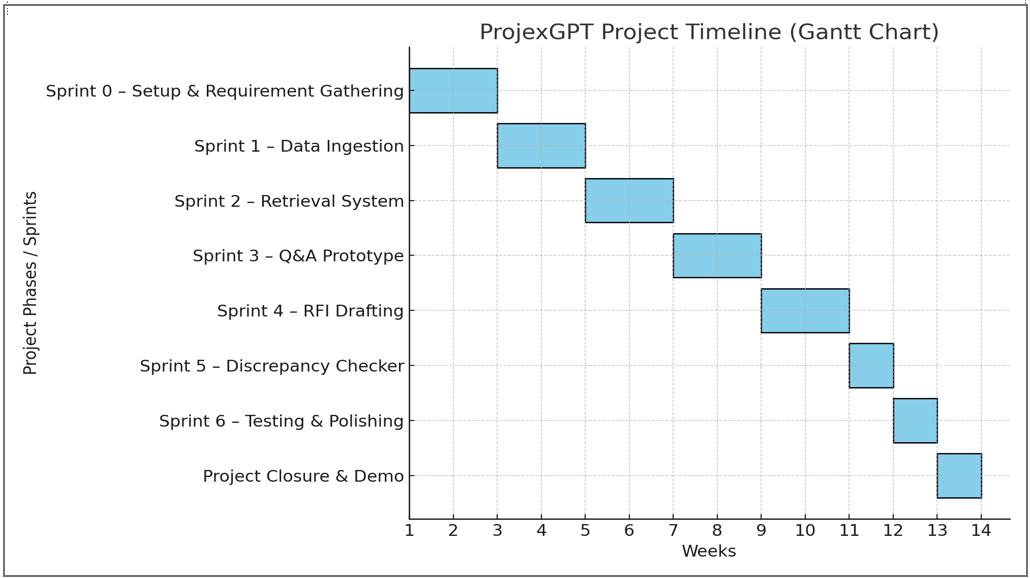 ProjexGPT Project Timeline (Gantt Chart)
Project Phases / Sprints
Sprint 0 – Setup & Requirement Gathering
Sprint 1 – Data Ingestion
Sprint 2 – Retrieval System
Sprint 3 – Q&A Prototype
Sprint 4 – RFI Drafting
Sprint 5 – Discrepancy Checker
Sprint 6 – Testing & Polishing
Project Closure & Demo
1 2 3 4 5 6 7 8 9 10 11 12 13 14
Weeks